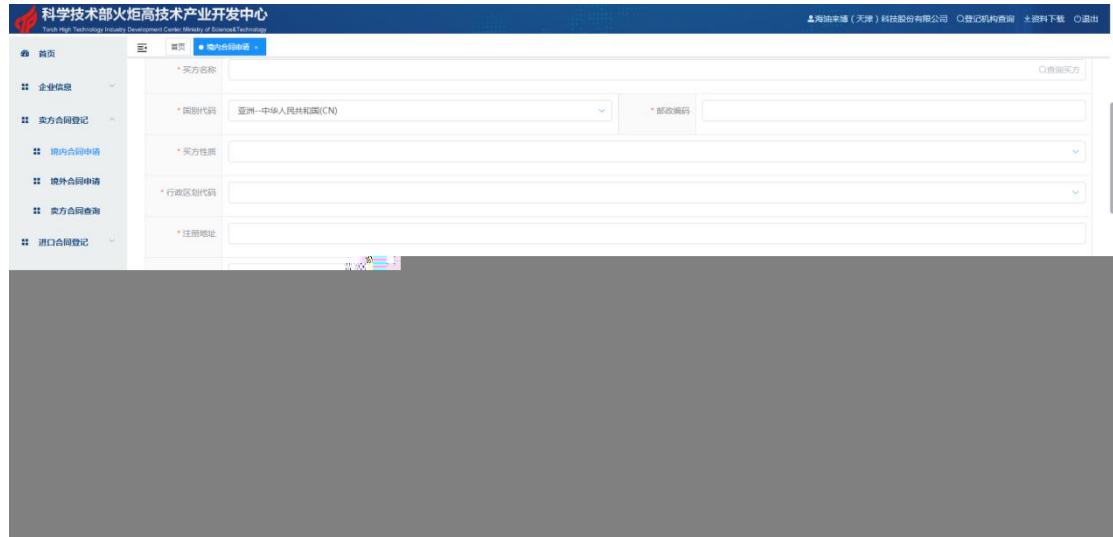 科学技术部火炬高技术产业开发中心
Torch High Technology Industry Development Center Ministry of Science&Technology
海油来博(天津)科技股份有限公司 登记机构查询 资料下载 退出
首页
首页 境内合同申请 ×
* 买方名称 查询买方
企业信息
* 国别代码 亚洲--中华人民共和国(CN) * 邮政编码
卖方合同登记
境内合同申请
* 买方性质
境外合同申请
* 行政区划代码
卖方合同查询
* 注册地址
进口合同登记